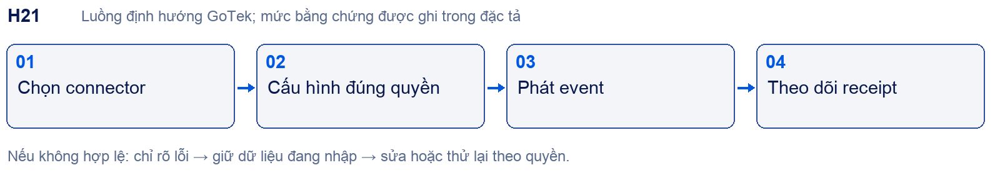 H21 Luồng định hướng GoTek; mức bằng chứng được ghi trong đặc tả
01
Chọn connector
02
Cấu hình đúng quyền
03
Phát event
04
Theo dõi receipt
Nếu không hợp lệ: chỉ rõ lỗi → giữ dữ liệu đang nhập → sửa hoặc thử lại theo quyền.